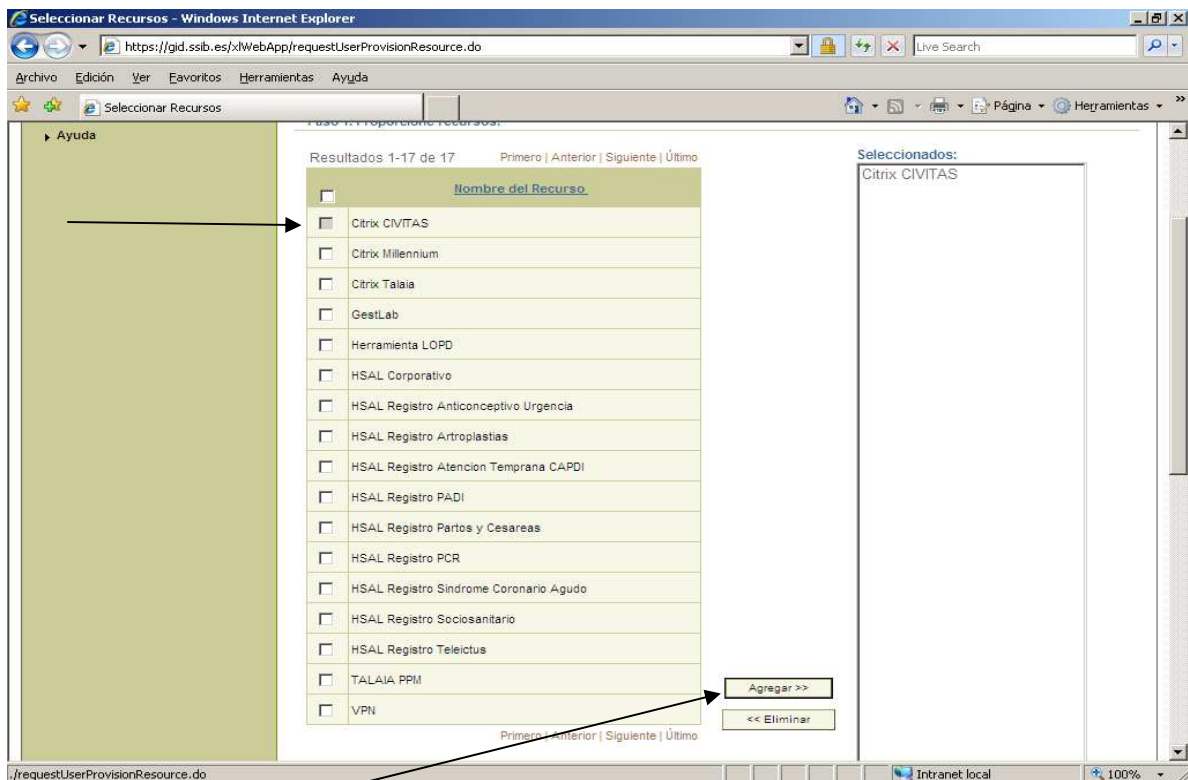 Seleccionar Recursos - Windows Internet Explorer
https://gid.ssib.es/xlWebApp/requestUserProvisionResource.do
Live Search
Archivo Edición Ver Favoritos Herramientas Ayuda
Seleccionar Recursos
Página
Herramientas
»
Ayuda
Paso 1: Proporcione recursos.
Resultados 1-17 de 17 Primero | Anterior | Siguiente | Último
Seleccionados:
Citrix CIVITAS
Nombre del Recurso
Citrix CIVITAS
Citrix Millennium
Citrix Talaia
GestLab
Herramienta LOPD
HSAL Corporativo
HSAL Registro Anticonceptivo Urgencia
HSAL Registro Artroplastias
HSAL Registro Atencion Temprana CAPDI
HSAL Registro PADI
HSAL Registro Partos y Cesareas
HSAL Registro PCR
HSAL Registro Sindrome Coronario Agudo
HSAL Registro Sociosanitario
HSAL Registro Teleictus
TALAIA PPM
VPN
Agregar >>
<< Eliminar
Primero | Anterior | Siguiente | Último
./requestUserProvisionResource.do
Intranet local
100%